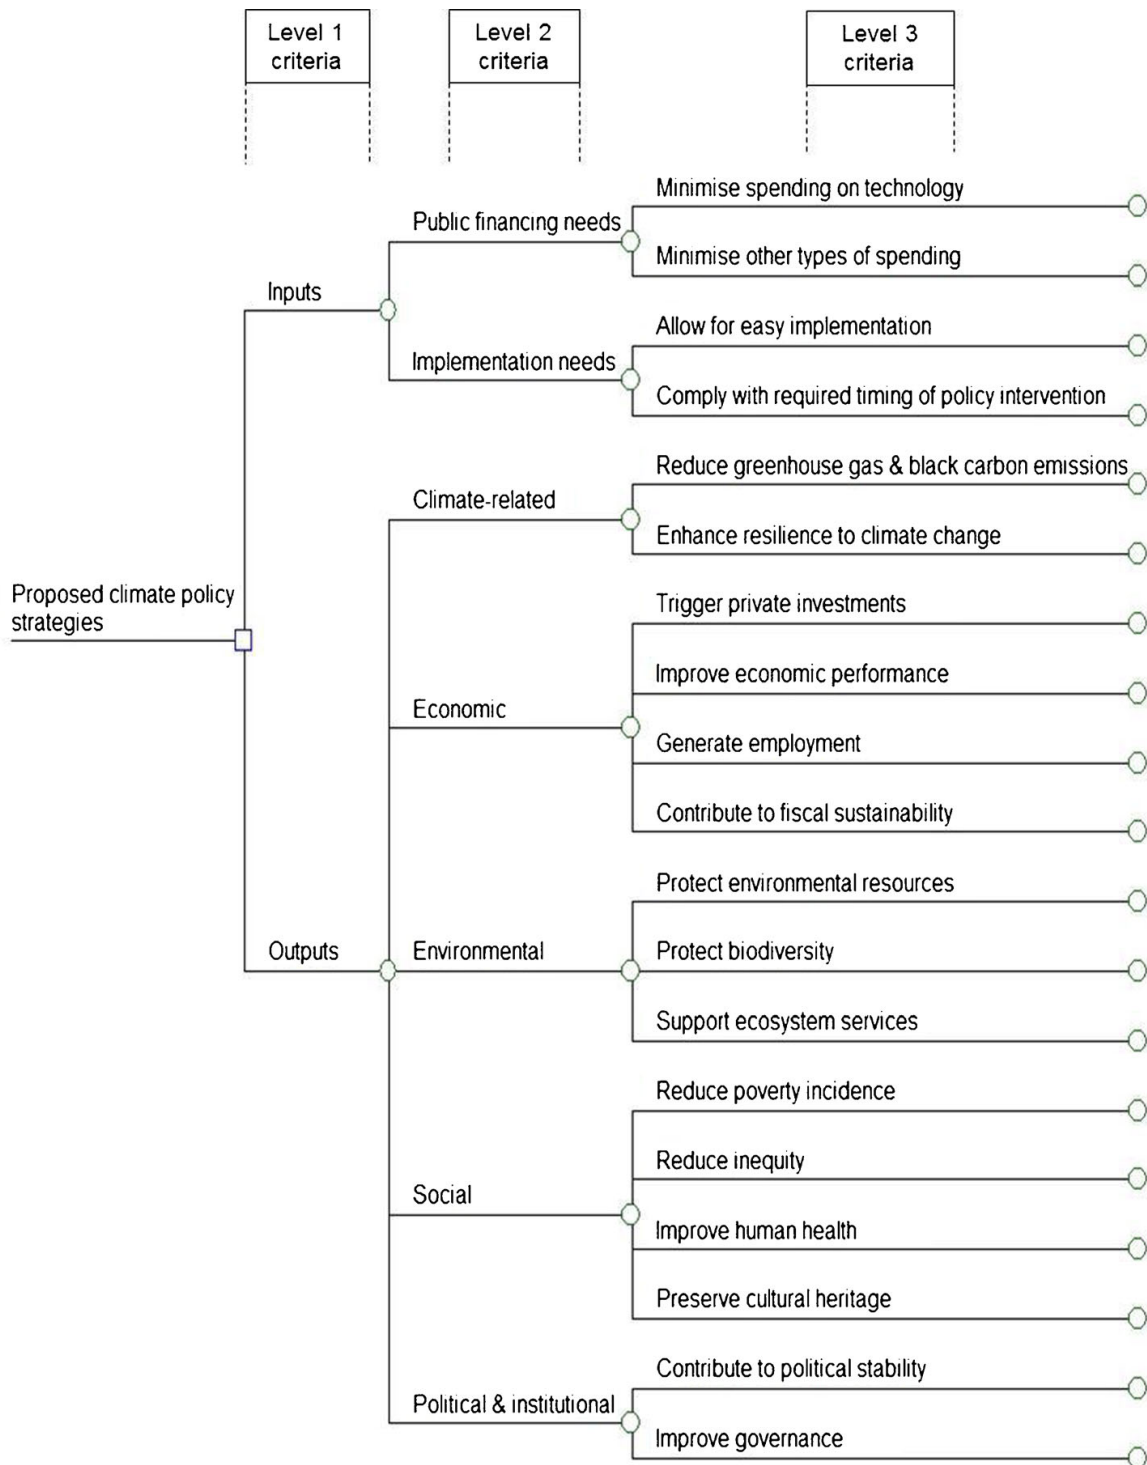 Level 1
criteria
Level 2
criteria
Level 3
criteria
Minimise spending on technology
Public financing needs
Minimise other types of spending
Inputs
Allow for easy implementation
Implementation needs
Comply with required timing of policy intervention
Reduce greenhouse gas & black carbon emissions
Climate-related
Enhance resilience to climate change
Proposed climate policy
strategies
Trigger private investments
Improve economic performance
Economic
Generate employment
Contribute to fiscal sustainability
Protect environmental resources
Outputs
Environmental
Protect biodiversity
Support ecosystem services
Reduce poverty incidence
Reduce inequity
Social
Improve human health
Preserve cultural heritage
Contribute to political stability
Political & institutional
Improve governance